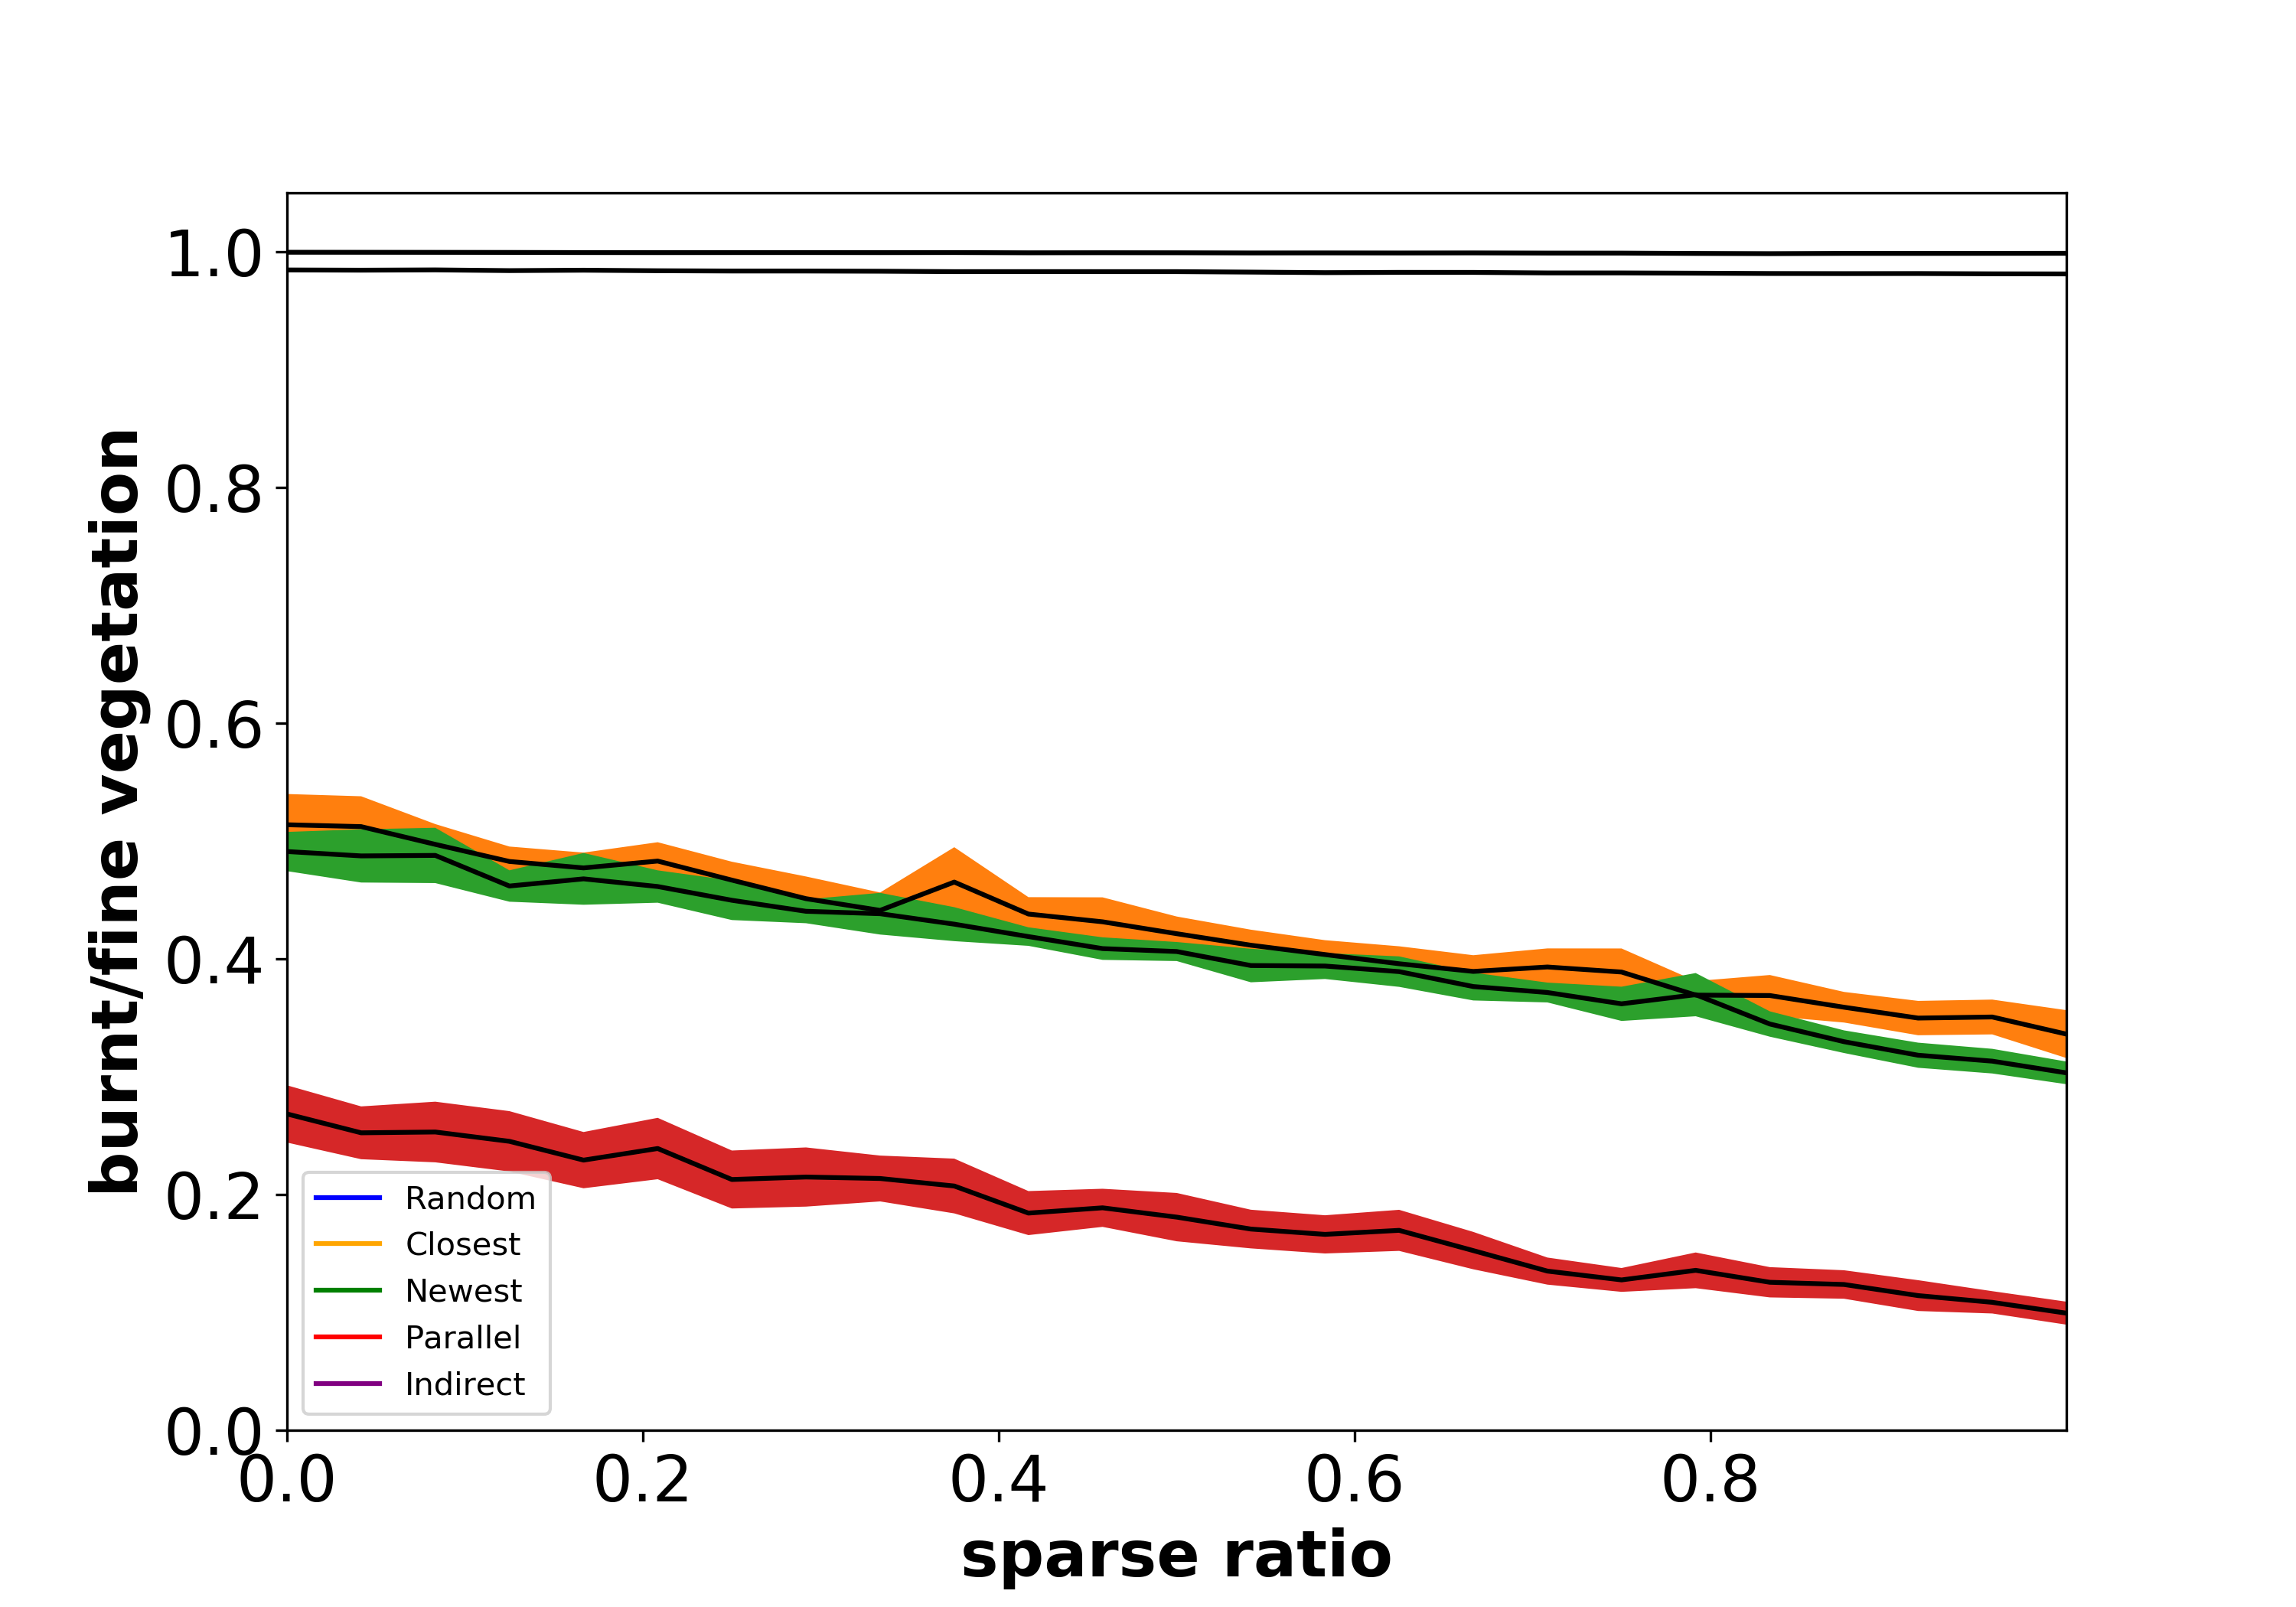 burnt/fine vegetation
1.0
0.8
0.6
0.4
0.2
0.0
Random
Closest
Newest
Parallel
Indirect
0.0 0.2 0.4 0.6 0.8
sparse ratio